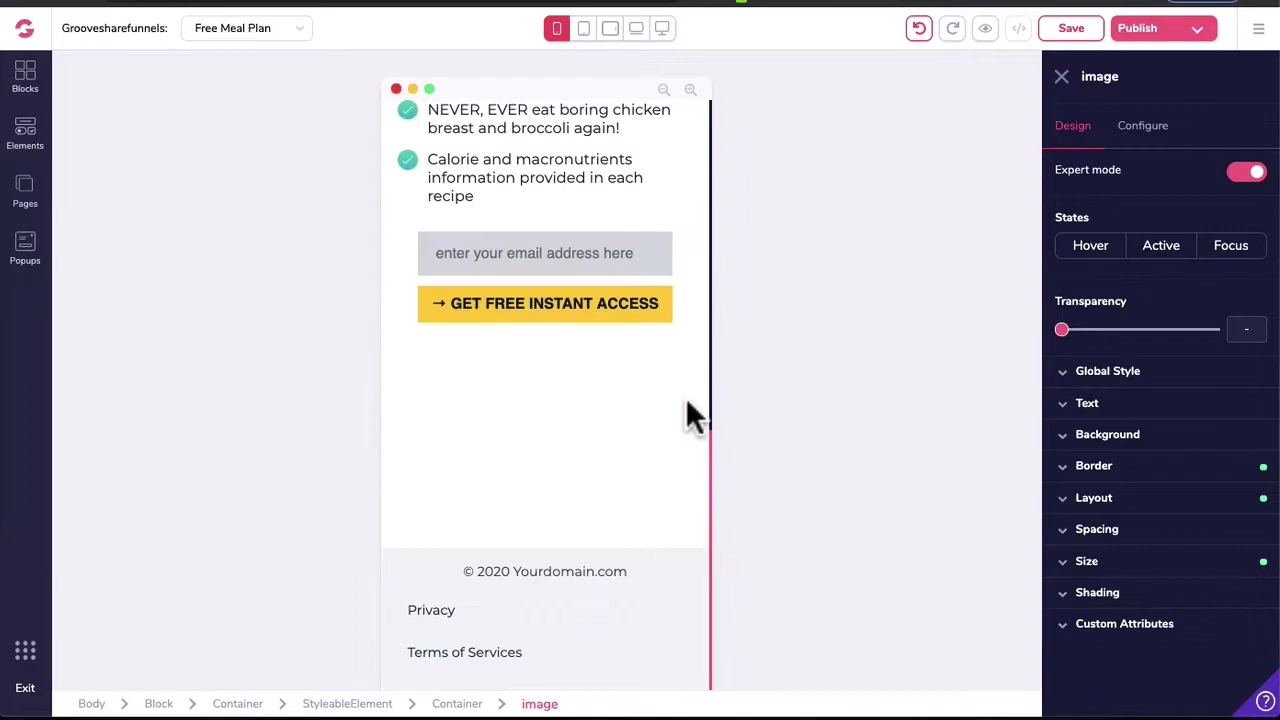 Groovesharefunnels:
Free Meal Plan
Save
Publish
Blocks
Elements
Pages
Popups
Exit
NEVER, EVER eat boring chicken
breast and broccoli again!
Calorie and macronutrients
information provided in each
recipe
enter your email address here
→ GET FREE INSTANT ACCESS
© 2020 Yourdomain.com
Privacy
Terms of Services
image
Design
Configure
Expert mode
States
Hover
Active
Focus
Transparency
-
Global Style
Text
Background
Border
Layout
Spacing
Size
Shading
Custom Attributes
Body
Block
Container
StyleableElement
Container
image
?